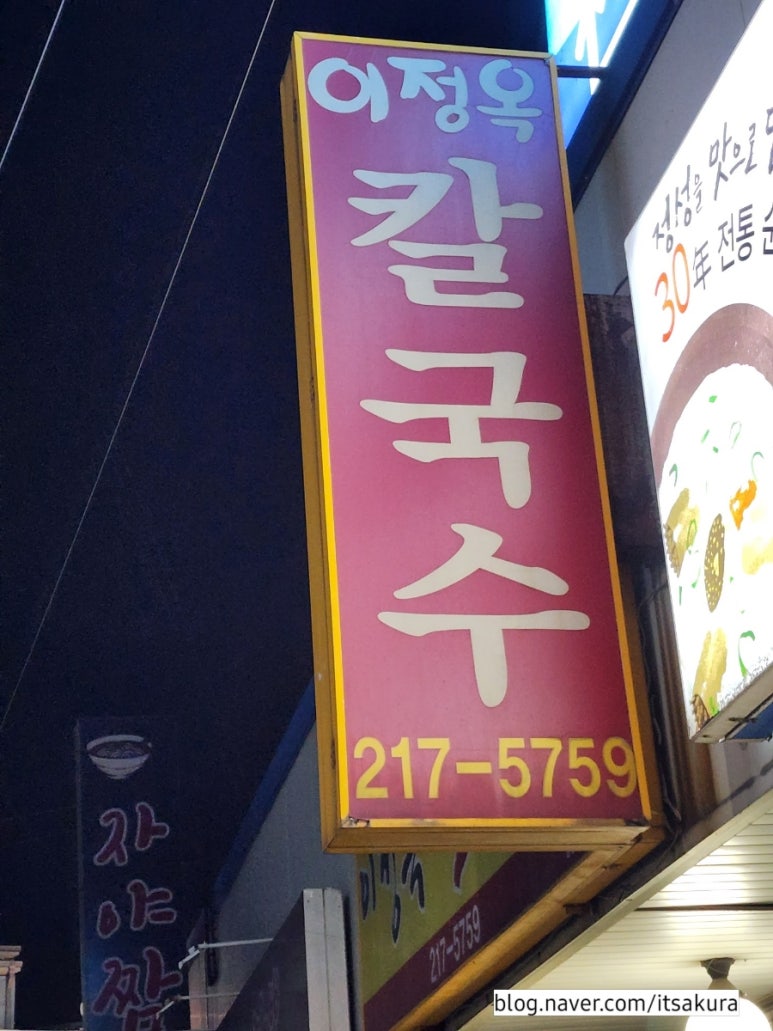 이정옥
칼국수
217-5759
정성을 맛으로
30年 전통
자야
217-5759
blog.naver.com/itsakura